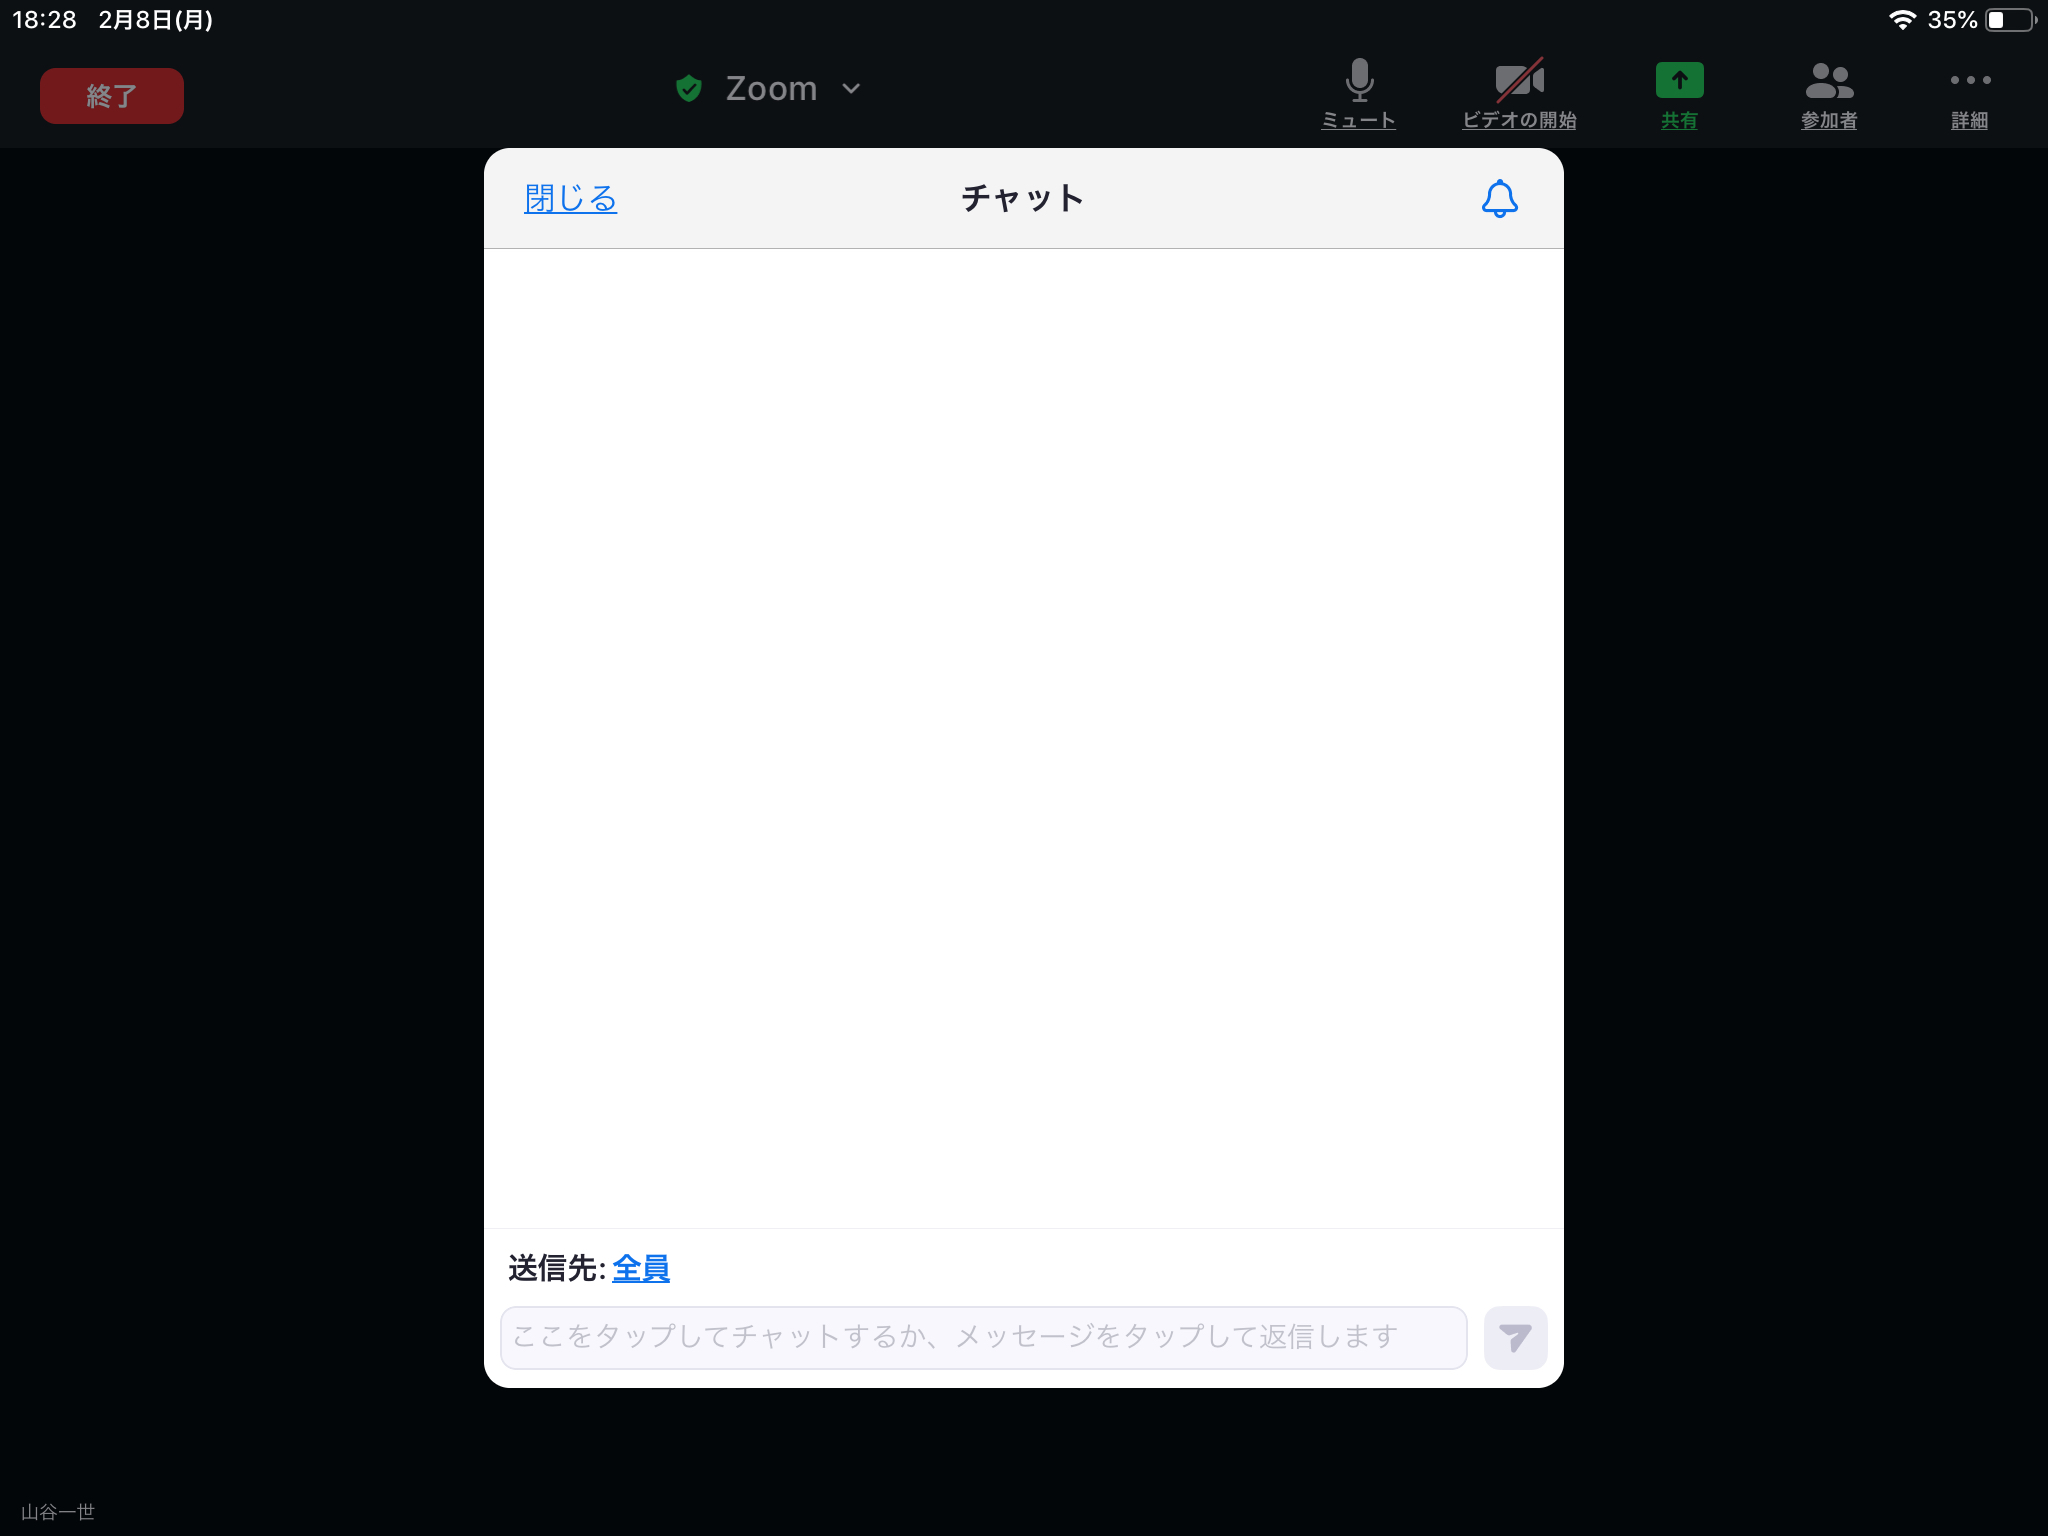 18:28 2月8日(月) 35%
終了 Zoom
ミュート ビデオの開始 共有 参加者 詳細
閉じる チャット
送信先: 全員
ここをタップしてチャットするか、メッセージをタップして返信します
山谷一世